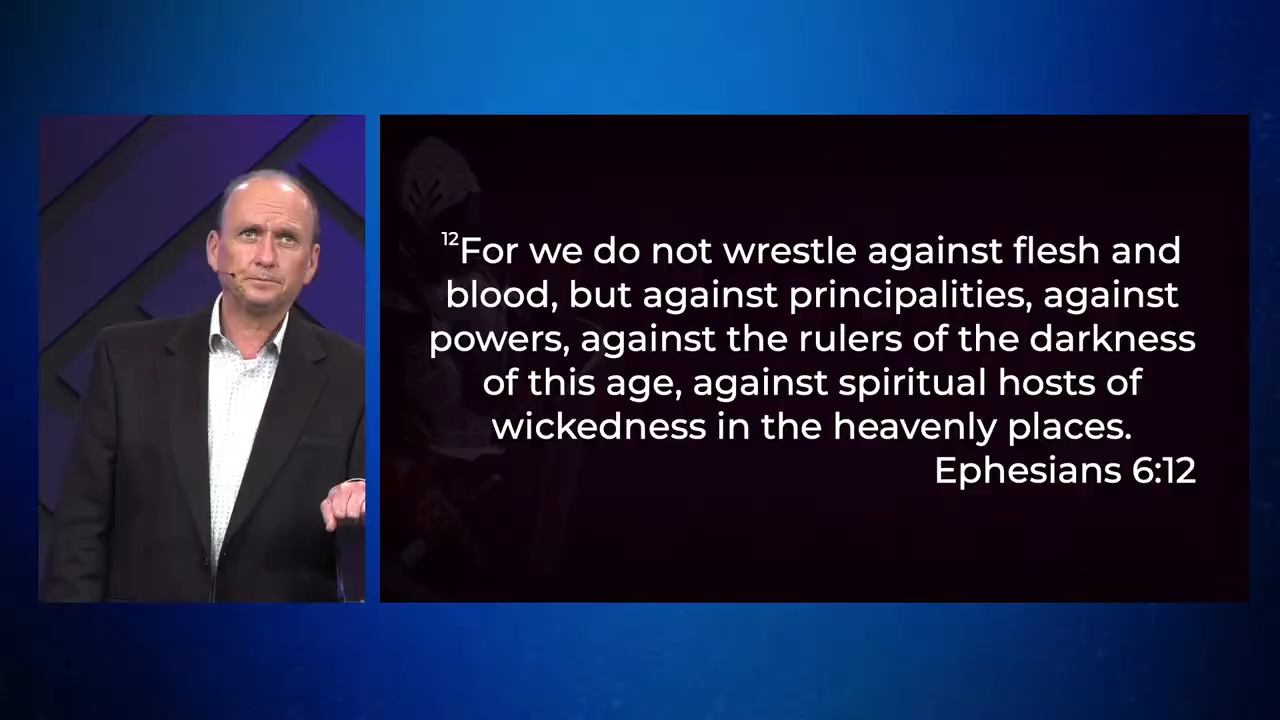 ¹²For we do not wrestle against flesh and
blood, but against principalities, against
powers, against the rulers of the darkness
of this age, against spiritual hosts of
wickedness in the heavenly places.
Ephesians 6:12